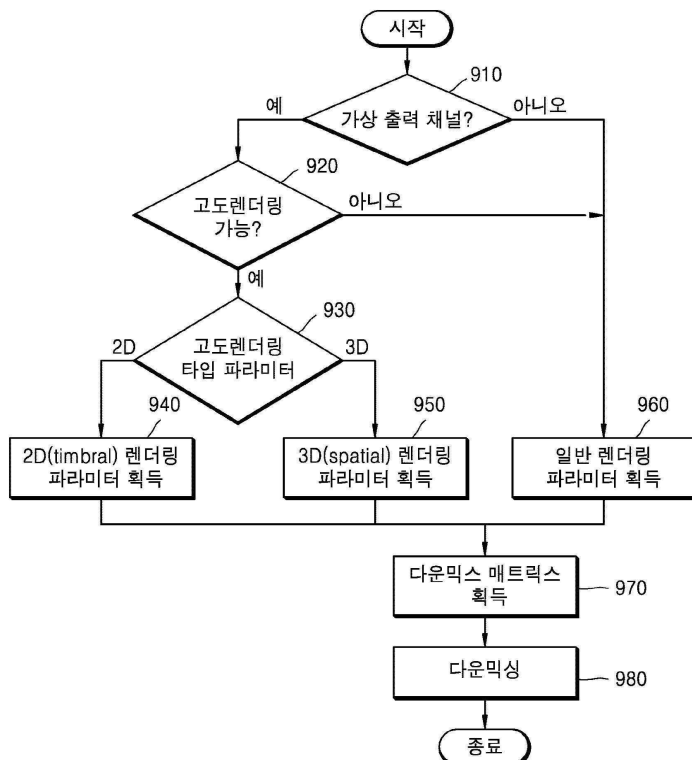 시작
910
가상 출력 채널?
예
아니오
920
고도렌더링
가능?
아니오
예
930
고도렌더링
타입 파라미터
2D
3D
940
2D(timbral) 렌더링
파라미터 획득
950
3D(spatial) 렌더링
파라미터 획득
960
일반 렌더링
파라미터 획득
다운믹스 매트릭스
획득
970
다운믹싱
980
종료